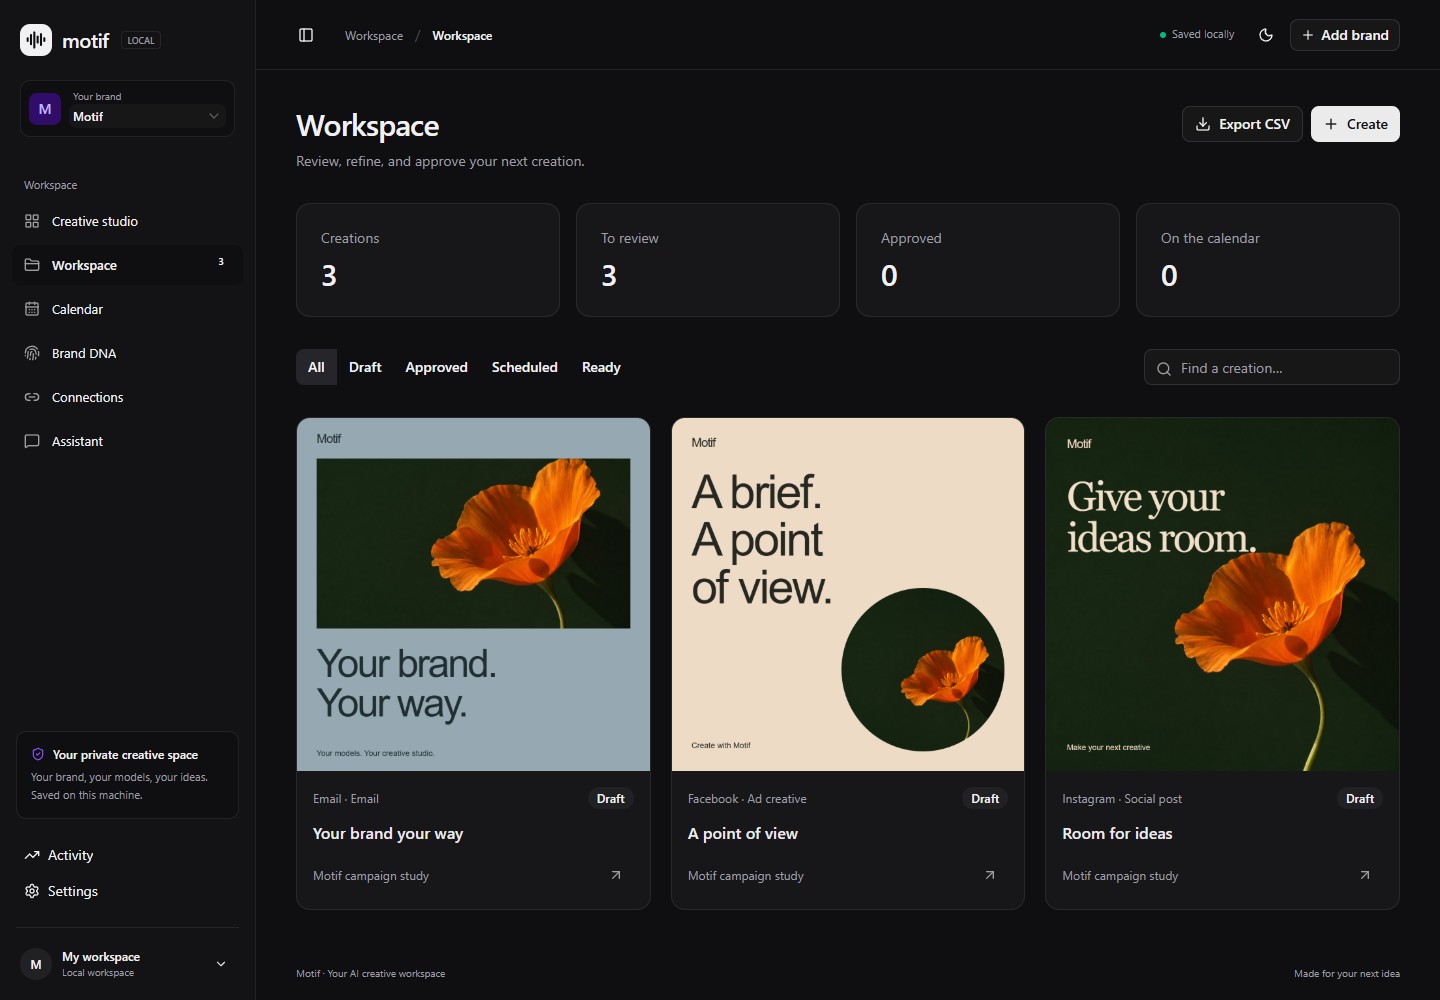 motif
LOCAL
Your brand
M
Motif
Workspace
Creative studio
Workspace
3
Calendar
Brand DNA
Connections
Assistant
Your private creative space
Your brand, your models, your ideas.
Saved on this machine.
Activity
Settings
M
My workspace
Local workspace
Workspace / Workspace
Saved locally
Add brand
Workspace
Review, refine, and approve your next creation.
Export CSV
Create
Creations
3
To review
3
Approved
0
On the calendar
0
All
Draft
Approved
Scheduled
Ready
Find a creation...
Motif
Your brand.
Your way.
Your models. Your creative studio.
Email · Email
Draft
Your brand your way
Motif campaign study
Motif
A brief.
A point
of view.
Create with Motif
Facebook · Ad creative
Draft
A point of view
Motif campaign study
Motif
Give your
ideas room.
Make your next creative
Instagram · Social post
Draft
Room for ideas
Motif campaign study
Motif · Your AI creative workspace
Made for your next idea